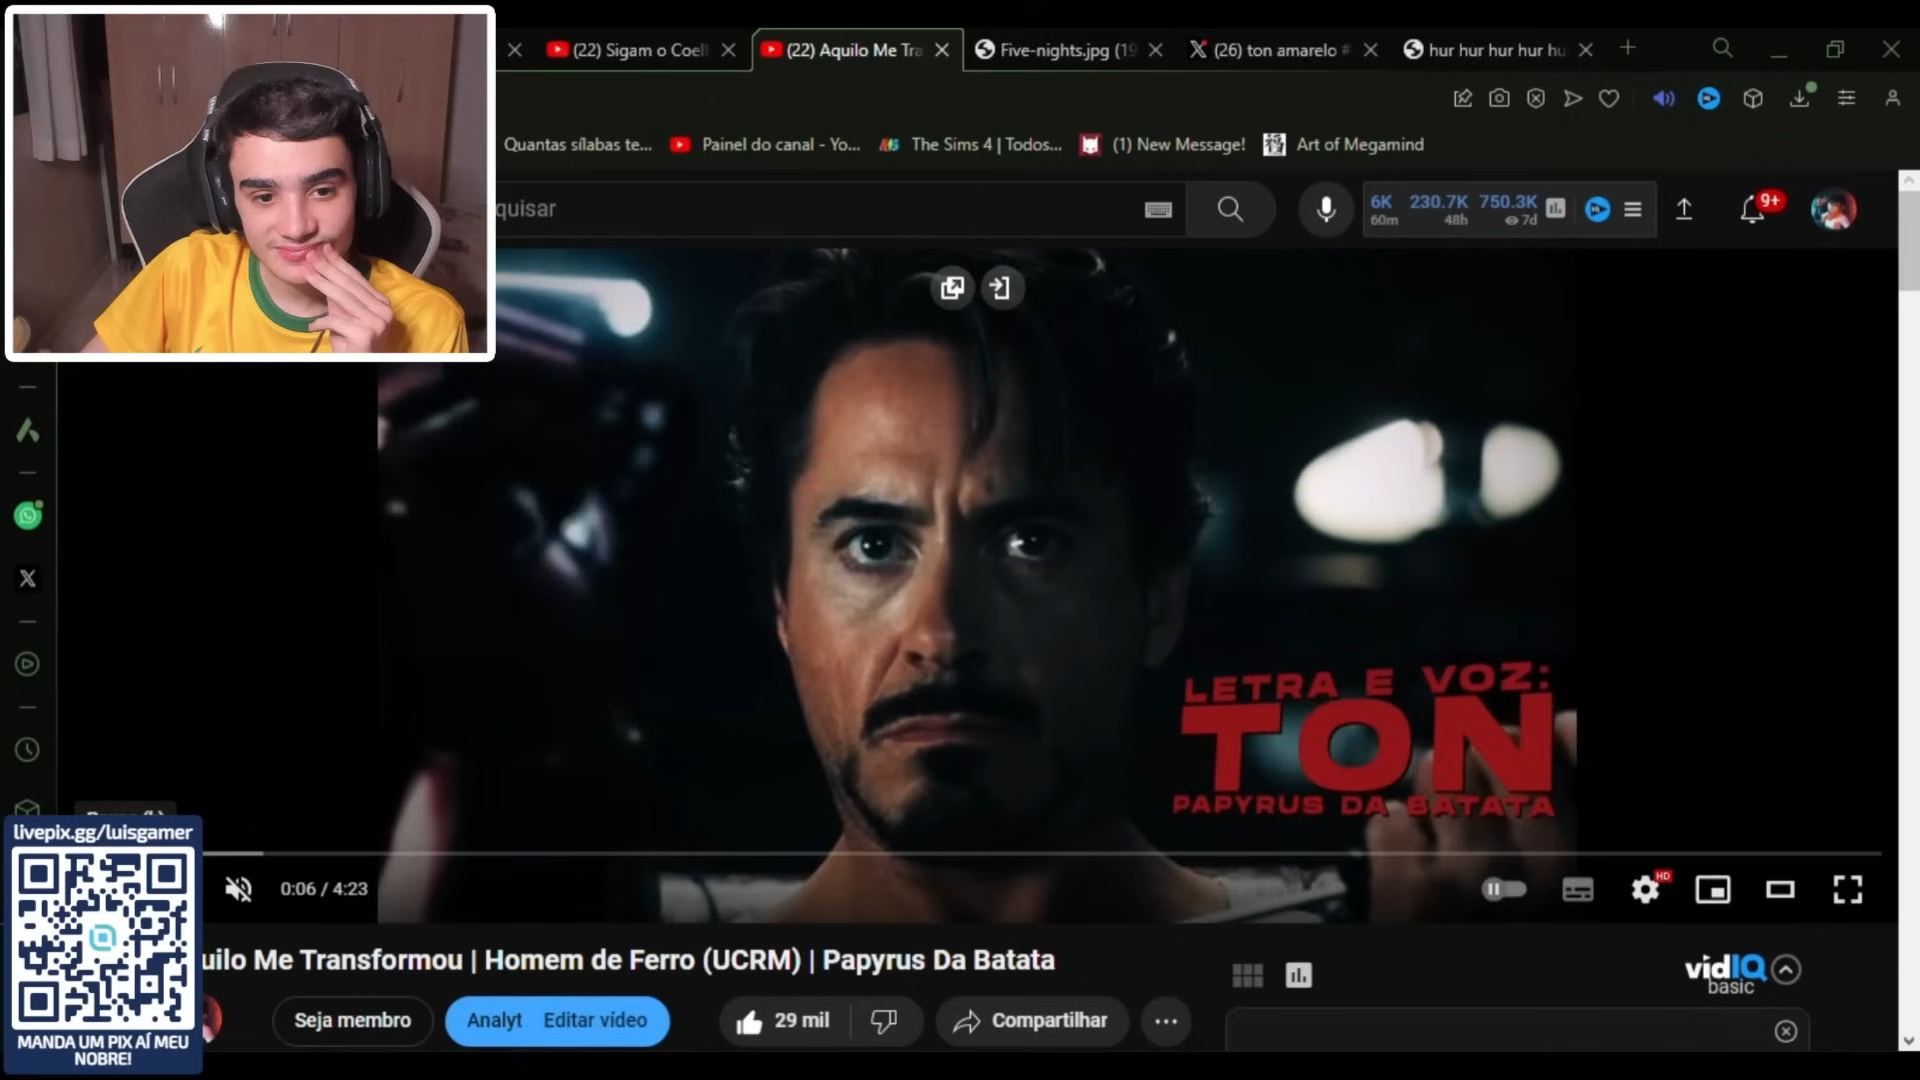 (22) Sigam o Coel
(22) Aquilo Me Tra
Five-nights.jpg (19
(26) ton amarelo #
hur hur hur hur hu
Quantas sílabas te...
Painel do canal - Yo...
The Sims 4 | Todos...
(1) New Message!
Art of Megamind
quisar
6K 230.7K 750.3K
60m 48h 7d
9+
LETRA E VOZ:
TON
PAPYRUS DA BATATA
livepix.gg/luisgamer
MANDA UM PIX AÍ MEU
NOBRE!
0:06 / 4:23
HD
uilo Me Transformou | Homem de Ferro (UCRM) | Papyrus Da Batata
vidIQ
basic
Seja membro
Analyt
Editar vídeo
29 mil
Compartilhar